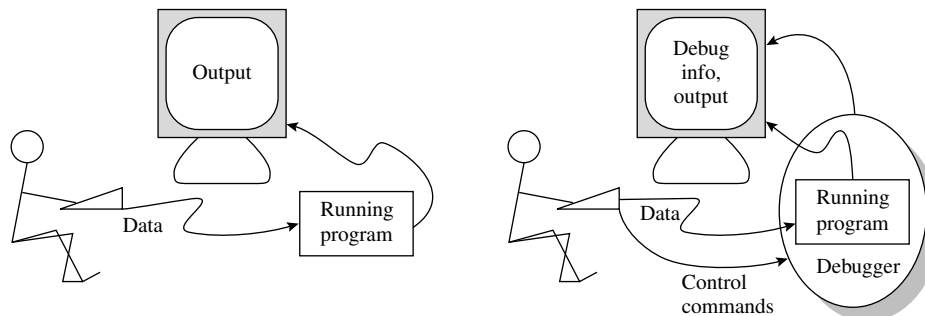 Output
Data
Running
program
Debug
info,
output
Data
Running
program
Debugger
Control
commands